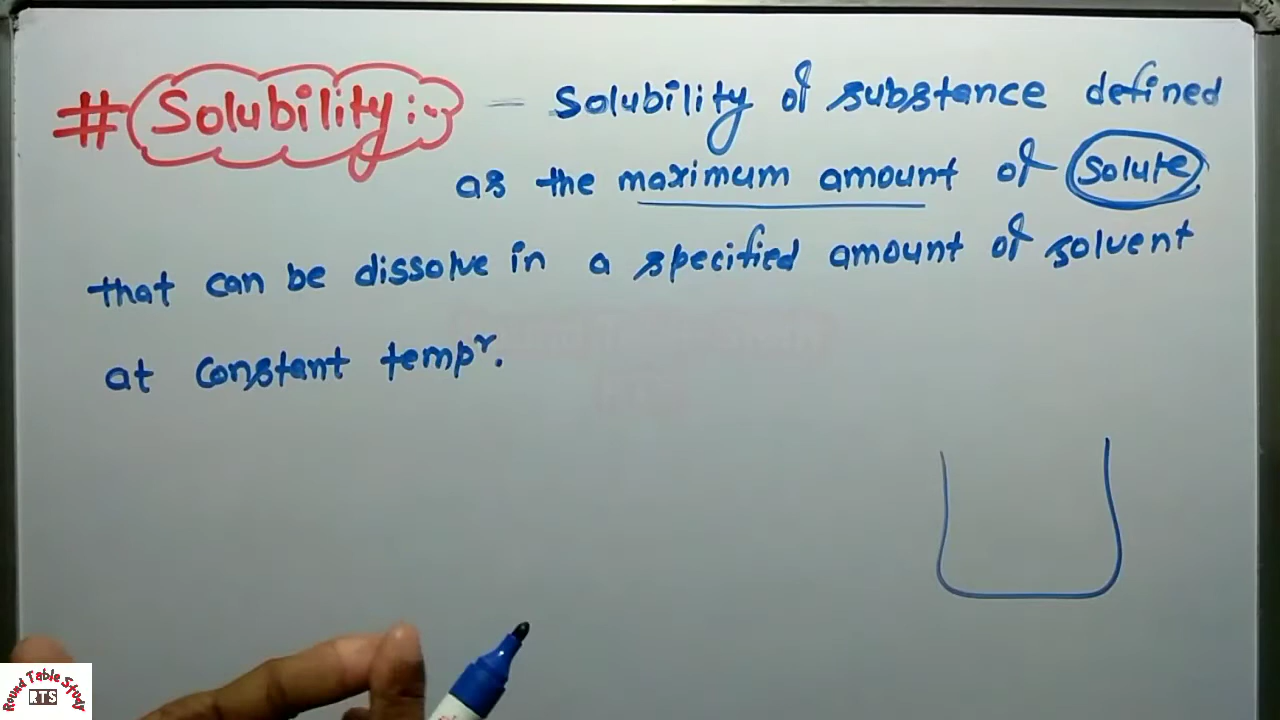 # Solubility:- – Solubility of substance defined
as the maximum amount of solute
that can be dissolve in a specified amount of solvent
at constant tempr.
Round Table Study
RTS